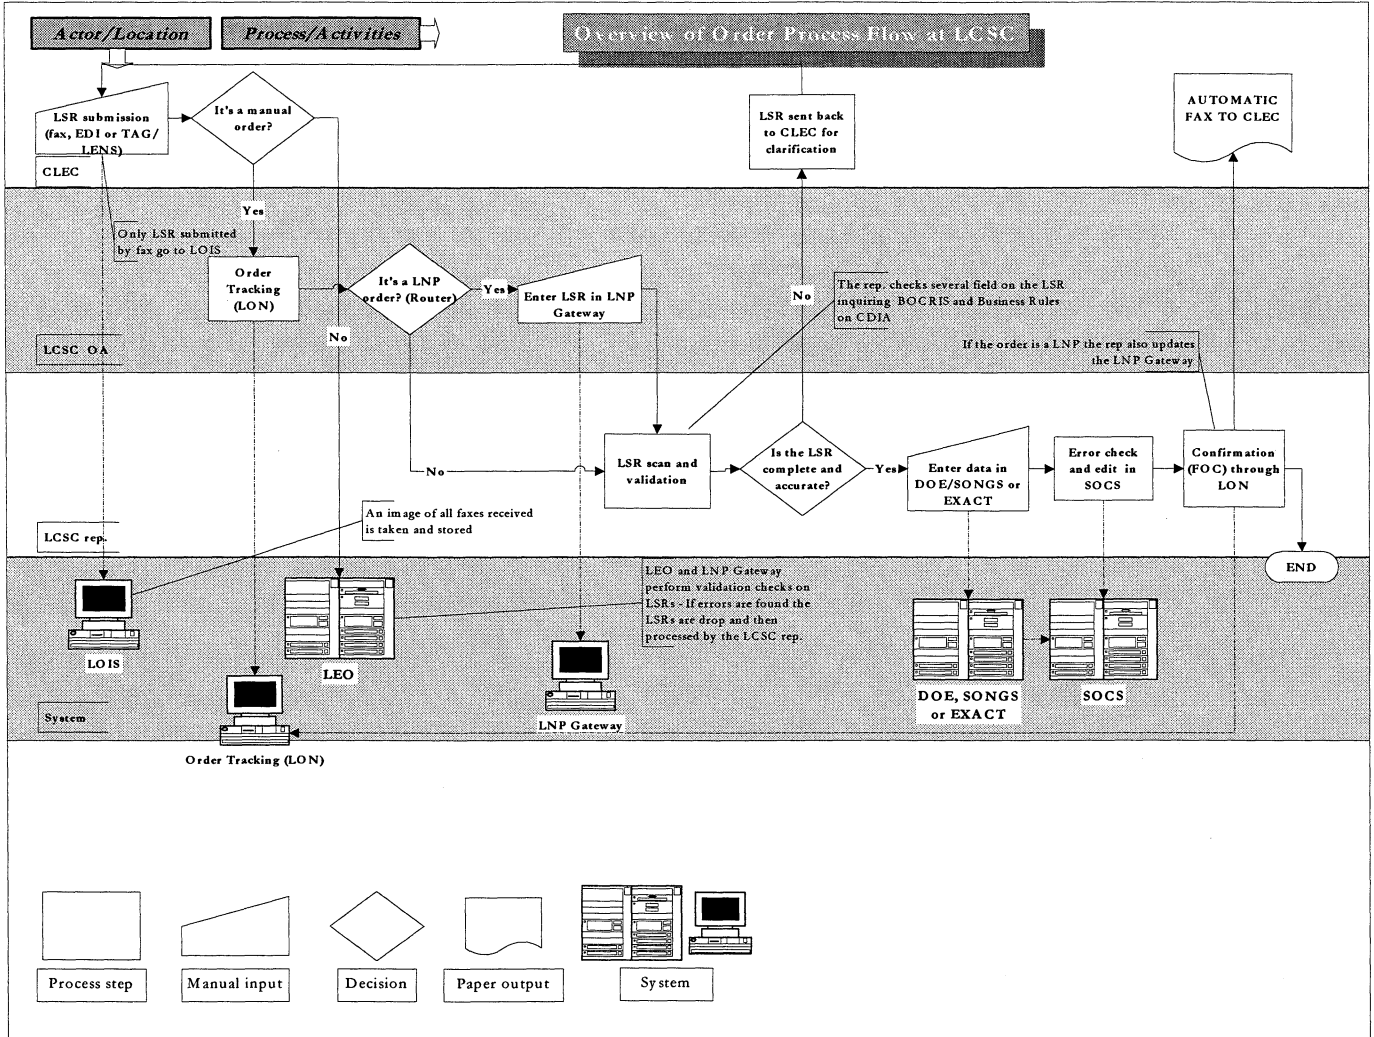 Actor/Location
Process/Activities
Overview of Order Process Flow at LCSC
LSR submission
(fax, EDI or TAG/
LENS)
It's a manual
order?
LSR sent back
to CLEC for
clarification
AUTOMATIC
FAX TO CLEC
CLEC
Yes
Only LSR submitted
by fax go to LOIS
Order
Tracking
(LON)
It's a LNP
order? (Router)
Yes
Enter LSR in LNP
Gateway
No
The rep. checks several field on the LSR
inquiring BOCRIS and Business Rules
on CDIA
No
If the order is a LNP the rep also updates
the LNP Gateway
LCSC OA
No
LSR scan and
validation
Is the LSR
complete and
accurate?
Yes
Enter data in
DOE/SONGS or
EXACT
Error check
and edit in
SOCS
Confirmation
(FOC) through
LON
An image of all faxes received
is taken and stored
LCSC rep.
END
LEO and LNP Gateway
perform validation checks on
LSRs - If errors are found the
LSRs are drop and then
processed by the LCSC rep.
LOIS
LEO
DOE, SONGS
or EXACT
SOCS
System
LNP Gateway
Order Tracking (LON)
Process step
Manual input
Decision
Paper output
System